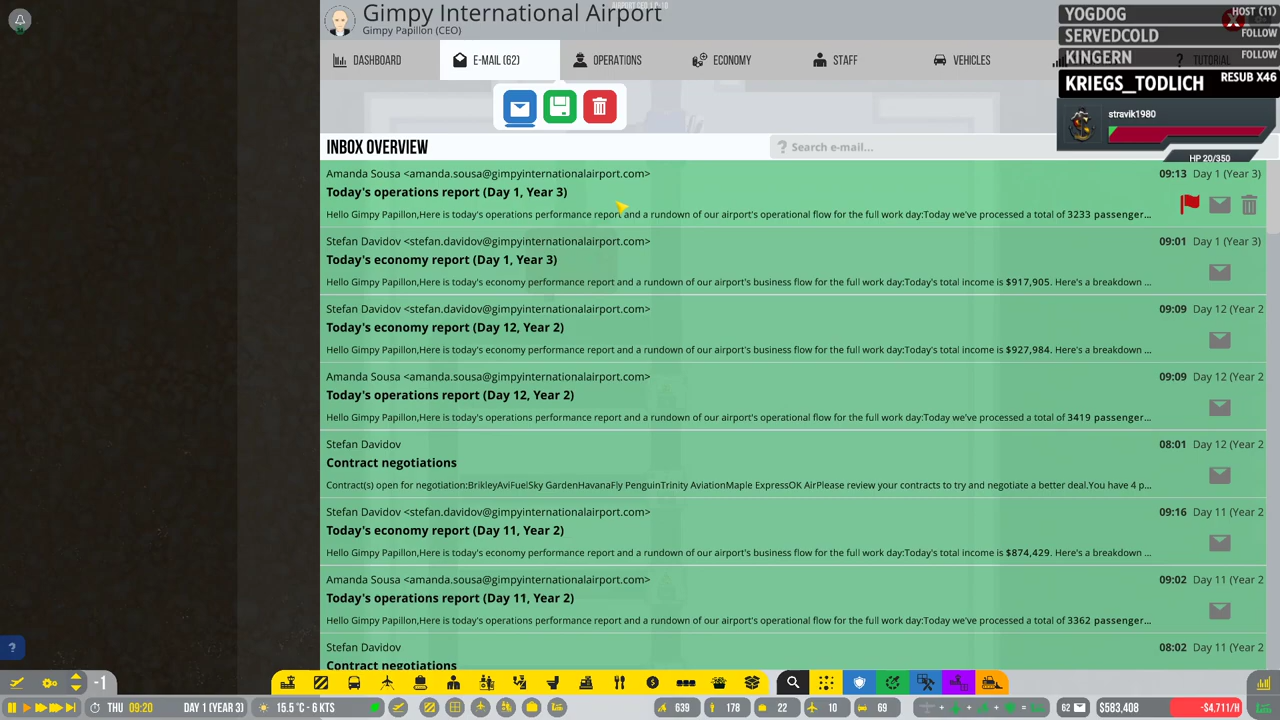 Gimpy International Airport
Gimpy Papillon (CEO)
DASHBOARD
E-MAIL (62)
OPERATIONS
ECONOMY
STAFF
VEHICLES
TUTORIAL
YOGDOG HOST (11)
SERVEDCOLD FOLLOW
KINGERN FOLLOW
KRIEGS_TODLICH RESUB X46
stravik1980
HP 20/350
INBOX OVERVIEW
? Search e-mail...
Amanda Sousa <amanda.sousa@gimpyinternationalairport.com> 09:13 Day 1 (Year 3)
Today's operations report (Day 1, Year 3)
Hello Gimpy Papillon,Here is today's operations performance report and a rundown of our airport's operational flow for the full work day:Today we've processed a total of 3233 passenger...
Stefan Davidov <stefan.davidov@gimpyinternationalairport.com> 09:01 Day 1 (Year 3)
Today's economy report (Day 1, Year 3)
Hello Gimpy Papillon,Here is today's economy performance report and a rundown of our airport's business flow for the full work day:Today's total income is $917,905. Here's a breakdown ...
Stefan Davidov <stefan.davidov@gimpyinternationalairport.com> 09:09 Day 12 (Year 2
Today's economy report (Day 12, Year 2)
Hello Gimpy Papillon,Here is today's economy performance report and a rundown of our airport's business flow for the full work day:Today's total income is $927,984. Here's a breakdown ...
Amanda Sousa <amanda.sousa@gimpyinternationalairport.com> 09:09 Day 12 (Year 2
Today's operations report (Day 12, Year 2)
Hello Gimpy Papillon,Here is today's operations performance report and a rundown of our airport's operational flow for the full work day:Today we've processed a total of 3419 passenger...
Stefan Davidov 08:01 Day 12 (Year 2
Contract negotiations
Contract(s) open for negotiation:BrikleyAviFuelSky GardenHavanaFly PenguinTrinity AviationMaple ExpressOK AirPlease review your contracts to try and negotiate a better deal.You have 4 p...
Stefan Davidov <stefan.davidov@gimpyinternationalairport.com> 09:16 Day 11 (Year 2
Today's economy report (Day 11, Year 2)
Hello Gimpy Papillon,Here is today's economy performance report and a rundown of our airport's business flow for the full work day:Today's total income is $874,429. Here's a breakdown ...
Amanda Sousa <amanda.sousa@gimpyinternationalairport.com> 09:02 Day 11 (Year 2
Today's operations report (Day 11, Year 2)
Hello Gimpy Papillon,Here is today's operations performance report and a rundown of our airport's operational flow for the full work day:Today we've processed a total of 3362 passenger...
Stefan Davidov 08:02 Day 11 (Year 2
Contract negotiations
?
-1
THU 09:20 DAY 1 (YEAR 3) 15.5 °C - 6 KTS 639 178 22 10 69 62 $583,408 -$4,711/H